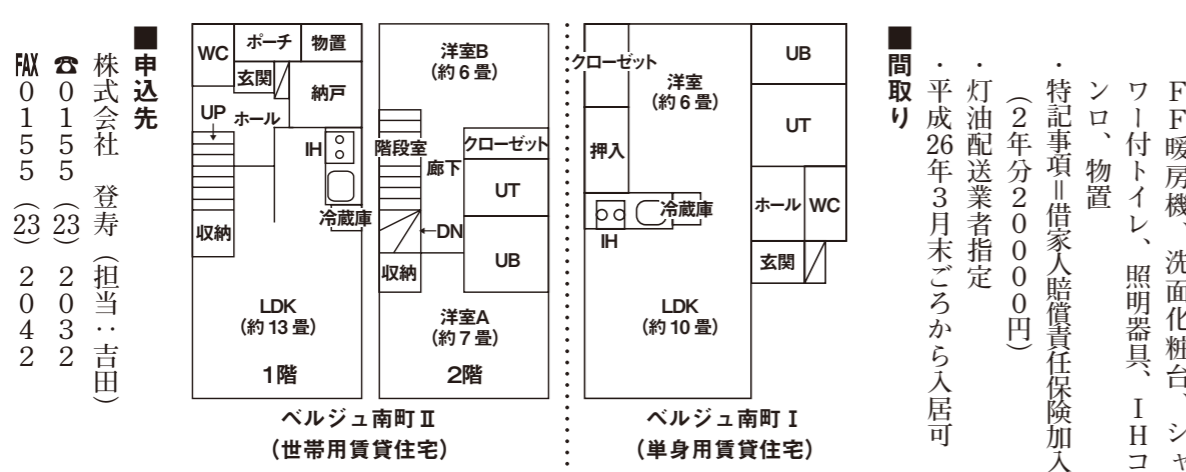 ＦＦ暖房機、洗面化粧台、シャ
ワー付トイレ、照明器具、ＩＨコ
ンロ、物置
・特記事項＝借家人賠償責任保険加入
（２年分２００００円）
・灯油配送業者指定
・平成26年３月末ごろから入居可
■間取り
UB
クローゼット
洋室
（約６畳）
UT
押入
ホール
WC
冷蔵庫
IH
玄関
LDK
（約10畳）
ベルジュ南町Ⅰ
（単身用賃貸住宅）
WC
ポーチ
物置
玄関
納戸
UP
ホール
IH
冷蔵庫
収納
LDK
（約13畳）
1階
洋室B
（約６畳）
階段室
廊下
クローゼット
UT
DN
UB
収納
洋室A
（約７畳）
2階
ベルジュ南町Ⅱ
（世帯用賃貸住宅）
■申込先
株式会社　登寿（担当：吉田）
☎０１５５（23）２０３２
FAX０１５５（23）２０４２